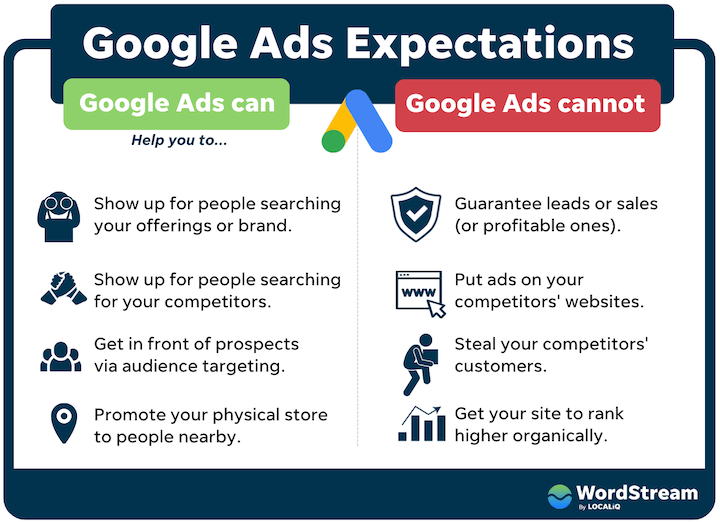 Google Ads Expectations
Google Ads can
Help you to...
Show up for people searching
your offerings or brand.
Show up for people searching
for your competitors.
Get in front of prospects
via audience targeting.
Promote your physical store
to people nearby.
Google Ads cannot
Guarantee leads or sales
(or profitable ones).
www
Put ads on your
competitors' websites.
Steal your competitors'
customers.
Get your site to rank
higher organically.
WordStream
By LOCALiQ